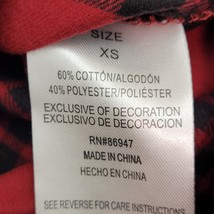 SIZE
XS
60% COTTON/ALGODÓN
40% POLYESTER/POLIÉSTER
EXCLUSIVE OF DECORATION
EXCLUSIVO DE DECORACIÓN
RN#86947
MADE IN CHINA
HECHO EN CHINA
SEE REVERSE FOR CARE INSTRUCTIONS